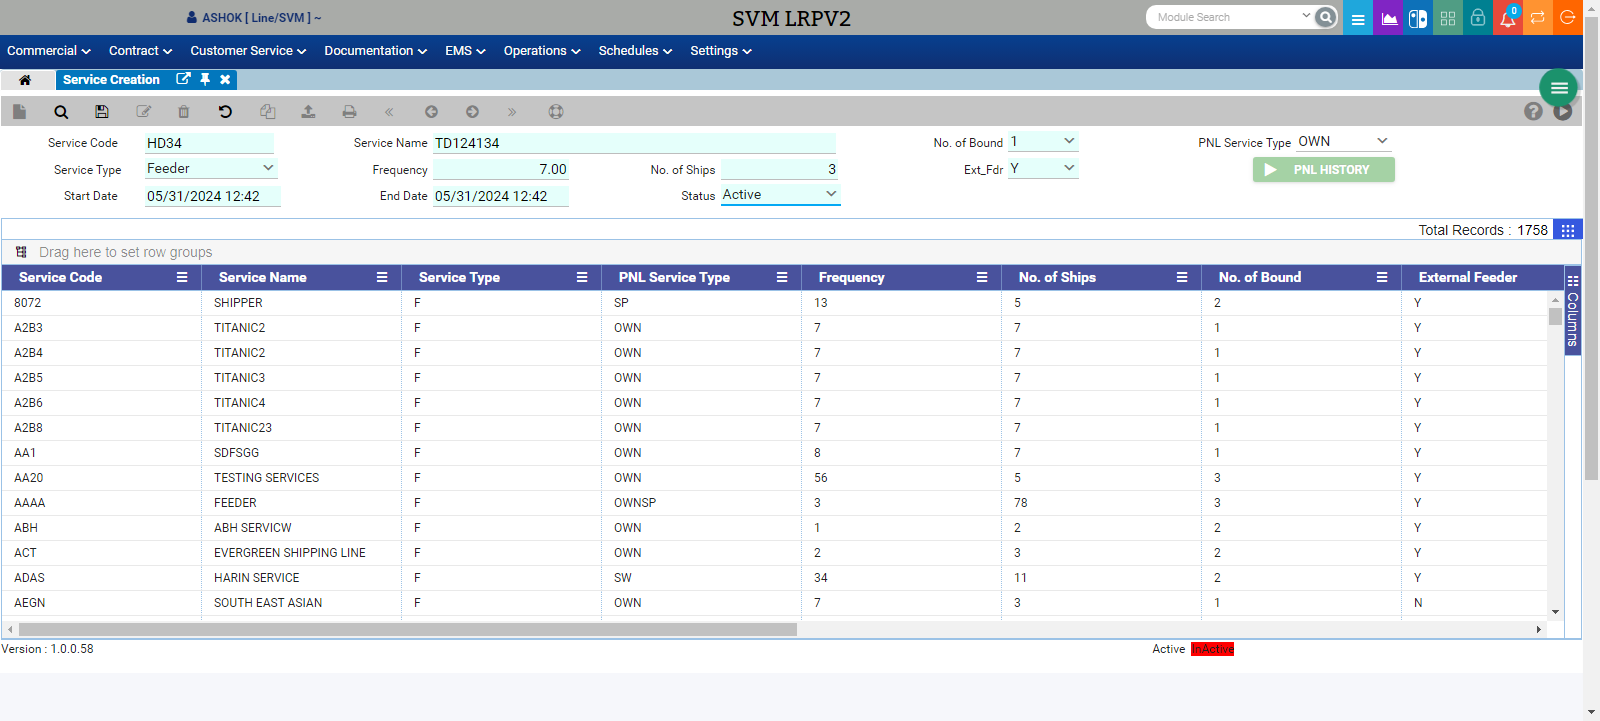 ASHOK [ Line/SVM ] ~ SVM LRPV2 Module Search 0
Commercial Contract Customer Service Documentation EMS Operations Schedules Settings
Service Creation
Service Code HD34 Service Name TD124134 No. of Bound 1 PNL Service Type OWN
Service Type Feeder Frequency 7.00 No. of Ships 3 Ext_Fdr Y PNL HISTORY
Start Date 05/31/2024 12:42 End Date 05/31/2024 12:42 Status Active
Total Records : 1758
Drag here to set row groups
Service Code Service Name Service Type PNL Service Type Frequency No. of Ships No. of Bound External Feeder
Columns
8072 SHIPPER F SP 13 5 2 Y
A2B3 TITANIC2 F OWN 7 7 1 Y
A2B4 TITANIC2 F OWN 7 7 1 Y
A2B5 TITANIC3 F OWN 7 7 1 Y
A2B6 TITANIC4 F OWN 7 7 1 Y
A2B8 TITANIC23 F OWN 7 7 1 Y
AA1 SDFSGG F OWN 8 7 1 Y
AA20 TESTING SERVICES F OWN 56 5 3 Y
AAAA FEEDER F OWNSP 3 78 3 Y
ABH ABH SERVICW F OWN 1 2 2 Y
ACT EVERGREEN SHIPPING LINE F OWN 2 3 2 Y
ADAS HARIN SERVICE F SW 34 11 2 Y
AEGN SOUTH EAST ASIAN F OWN 7 3 1 N
Version : 1.0.0.58 Active InActive